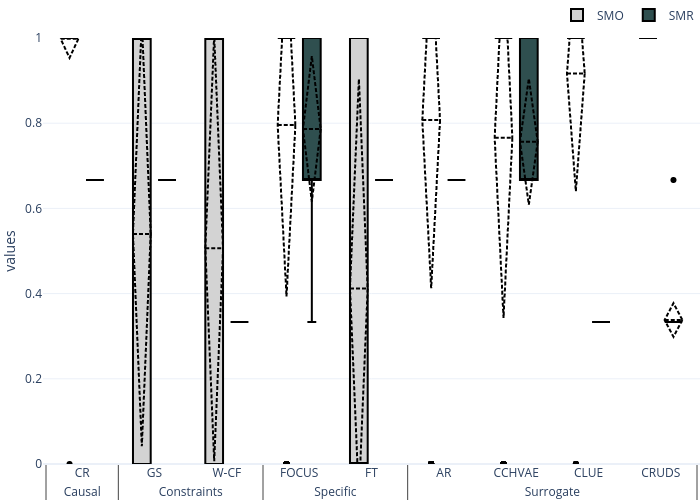 SMO SMR
1
0.8
0.6
0.4
0.2
0
values
CR GS W-CF FOCUS FT AR CCHVAE CLUE CRUDS
Causal Constraints Specific Surrogate